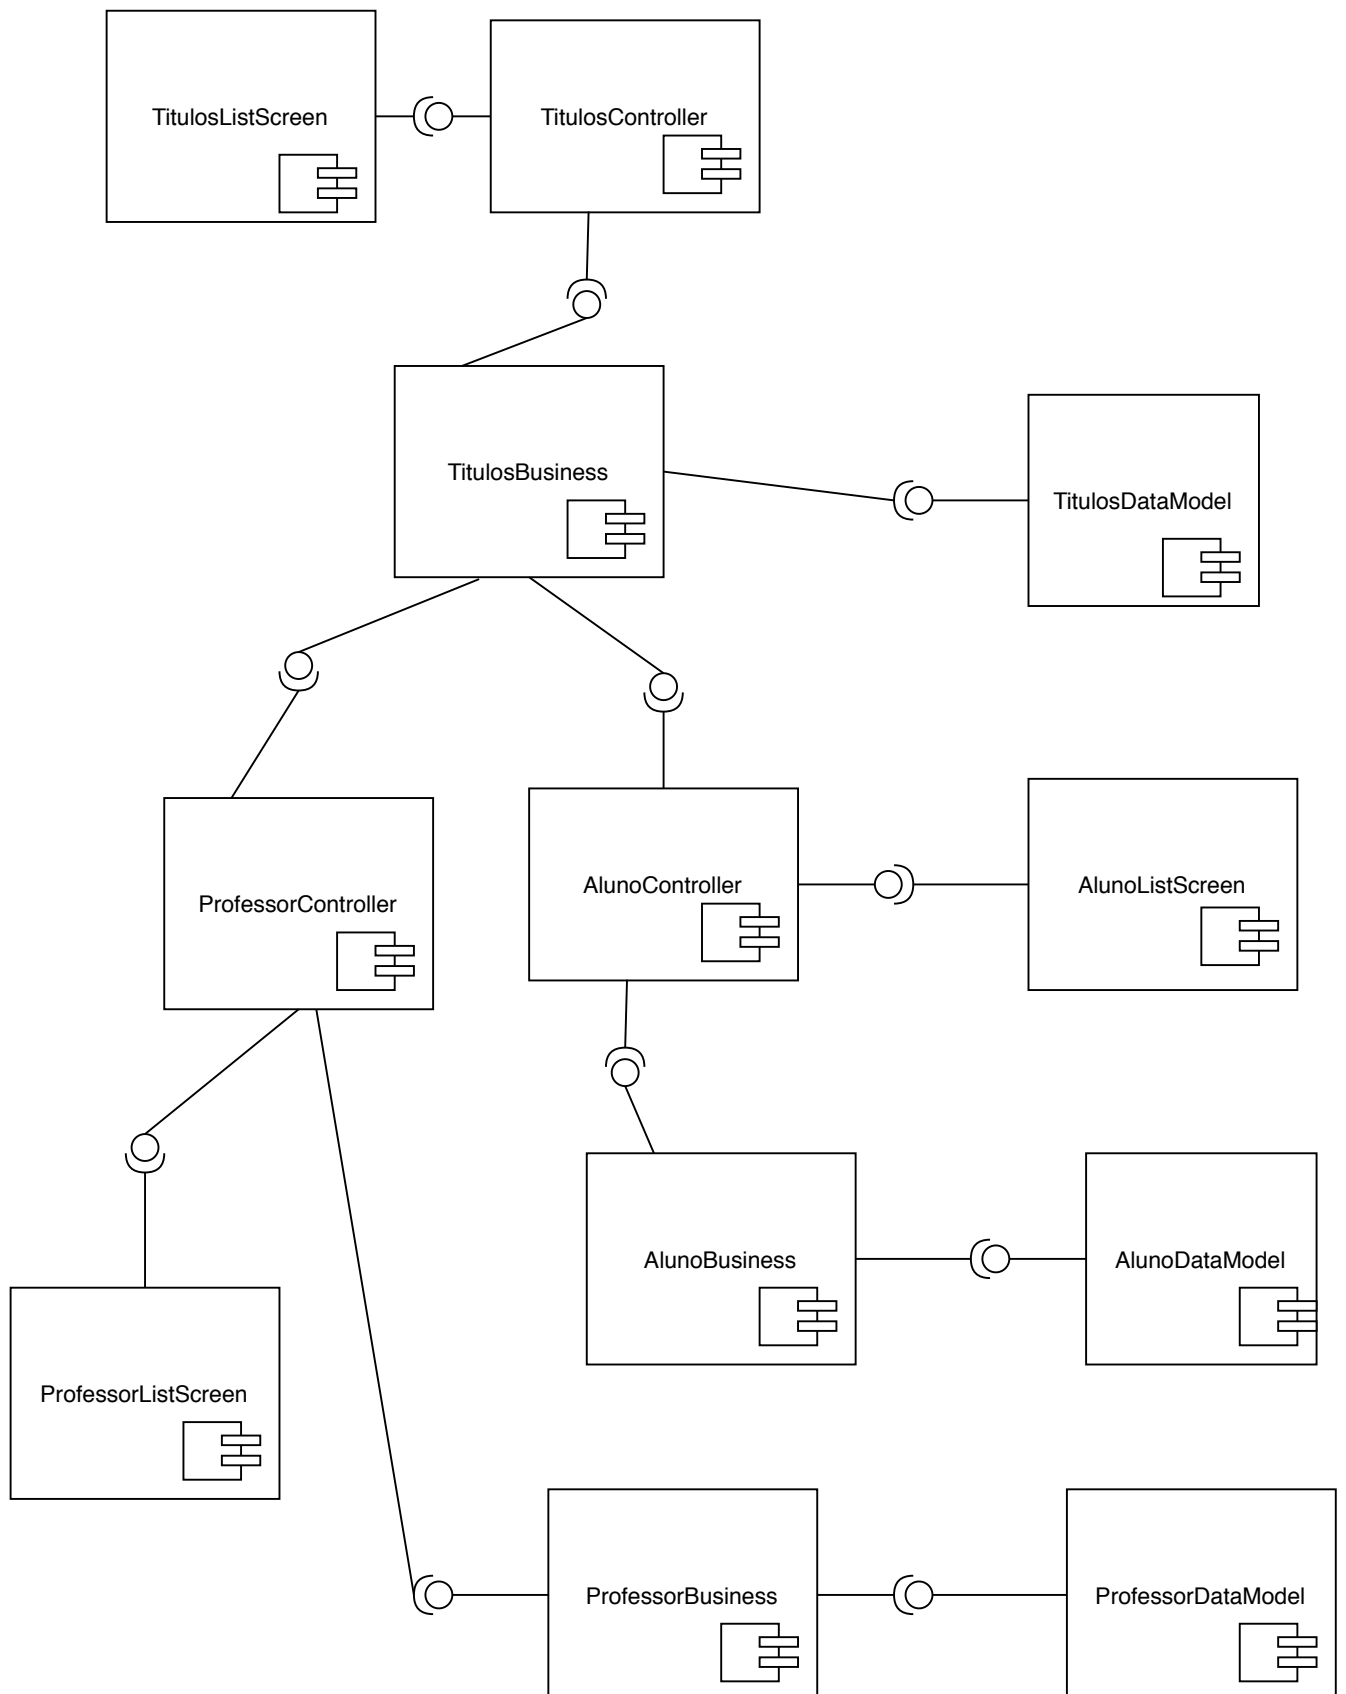 TitulosListScreen
TitulosController
TitulosBusiness
TitulosDataModel
ProfessorController
AlunoController
AlunoListScreen
AlunoBusiness
AlunoDataModel
ProfessorListScreen
ProfessorBusiness
ProfessorDataModel